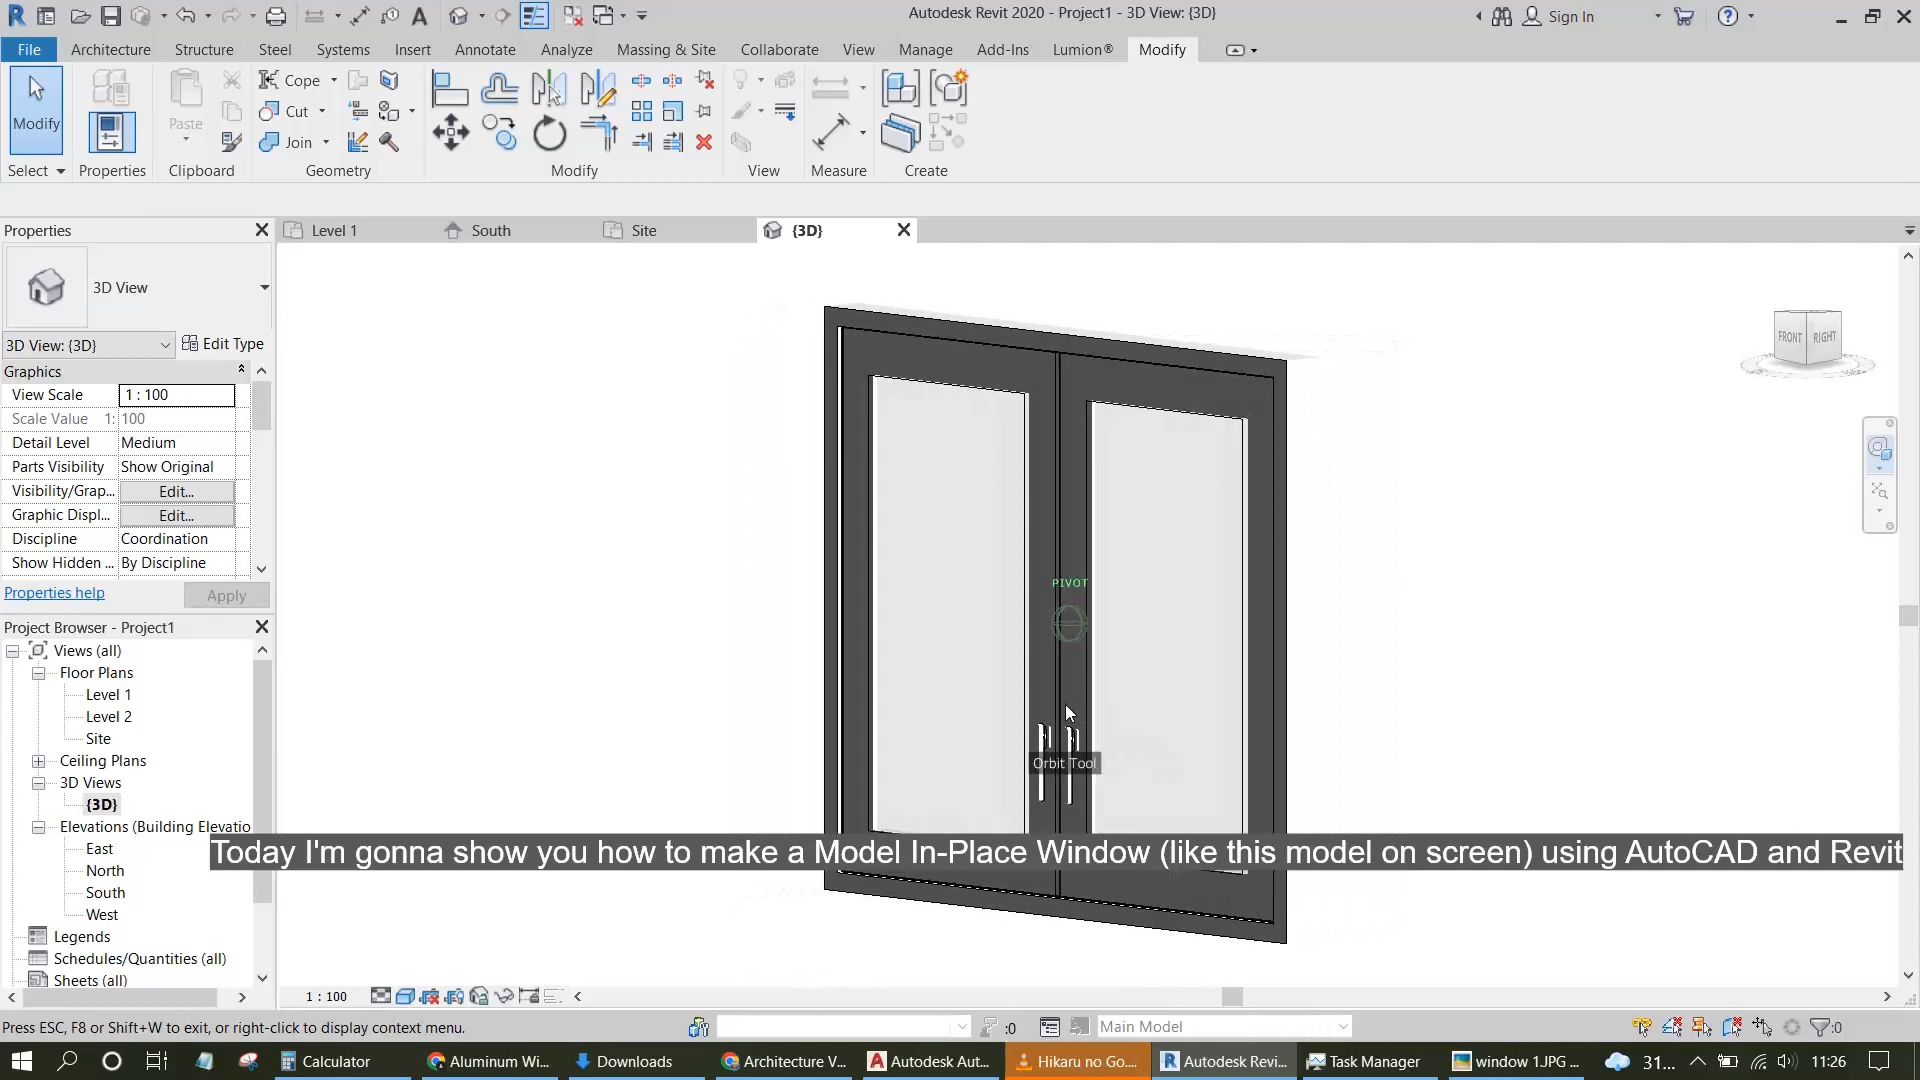 Autodesk Revit 2020 - Project1 - 3D View: {3D}
Sign In
File
Architecture
Structure
Steel
Systems
Insert
Annotate
Analyze
Massing & Site
Collaborate
View
Manage
Add-Ins
Lumion®
Modify
Modify
Paste
Cope
Cut
Join
Select
Properties
Clipboard
Geometry
Modify
View
Measure
Create
Properties
Level 1
South
Site
{3D}
3D View
3D View: {3D}
Edit Type
Graphics
View Scale
1 : 100
Scale Value 1:
100
Detail Level
Medium
Parts Visibility
Show Original
Visibility/Grap...
Edit...
Graphic Displ...
Edit...
Discipline
Coordination
Show Hidden ...
By Discipline
Properties help
Apply
Project Browser - Project1
Views (all)
Floor Plans
Level 1
Level 2
Site
Ceiling Plans
3D Views
{3D}
Elevations (Building Elevatio
East
North
South
West
Legends
Schedules/Quantities (all)
Sheets (all)
FRONT
RIGHT
PIVOT
Orbit Tool
Today I'm gonna show you how to make a Model In-Place Window (like this model on screen) using AutoCAD and Revit
1 : 100
Press ESC, F8 or Shift+W to exit, or right-click to display context menu.
:0
Main Model
:0
Calculator
Aluminum Wi...
Downloads
Architecture V...
Autodesk Aut...
Hikaru no Go....
Autodesk Revi...
Task Manager
window 1.JPG ...
31...
11:26